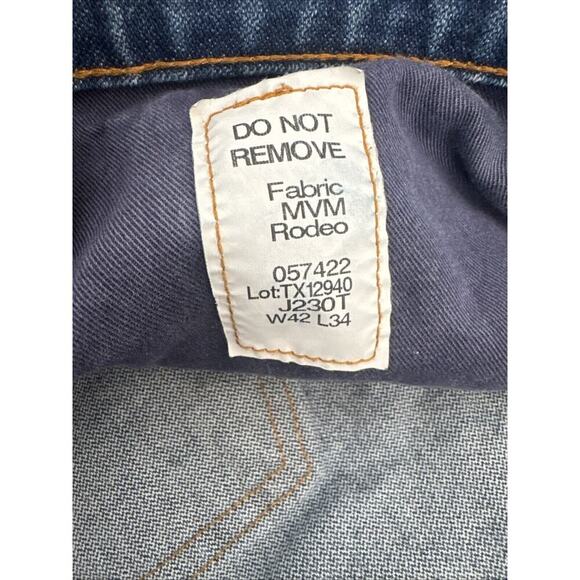 DO NOT
REMOVE
Fabric
MVM
Rodeo
057422
Lot:TX12940
J230T
W42 L34